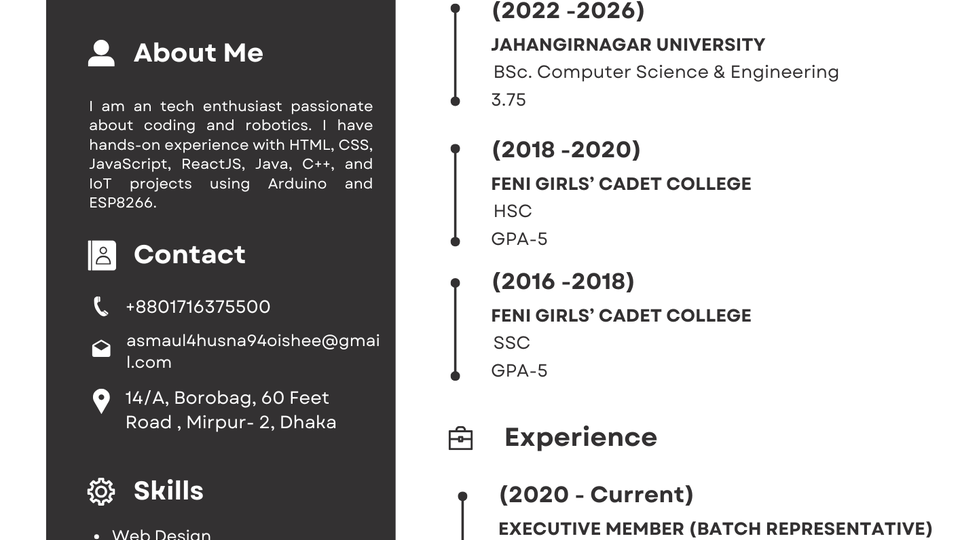 About Me
I am an tech enthusiast passionate
about coding and robotics. I have
hands-on experience with HTML, CSS,
JavaScript, ReactJS, Java, C++, and
IoT projects using Arduino and
ESP8266.
Contact
+8801716375500
asmaul4husna94oishee@gmai
l.com
14/A, Borobag, 60 Feet
Road , Mirpur- 2, Dhaka
Skills
• Web Design
(2022 -2026)
JAHANGIRNAGAR UNIVERSITY
BSc. Computer Science & Engineering
3.75
(2018 -2020)
FENI GIRLS’ CADET COLLEGE
HSC
GPA-5
(2016 -2018)
FENI GIRLS’ CADET COLLEGE
SSC
GPA-5
Experience
(2020 - Current)
EXECUTIVE MEMBER (BATCH REPRESENTATIVE)